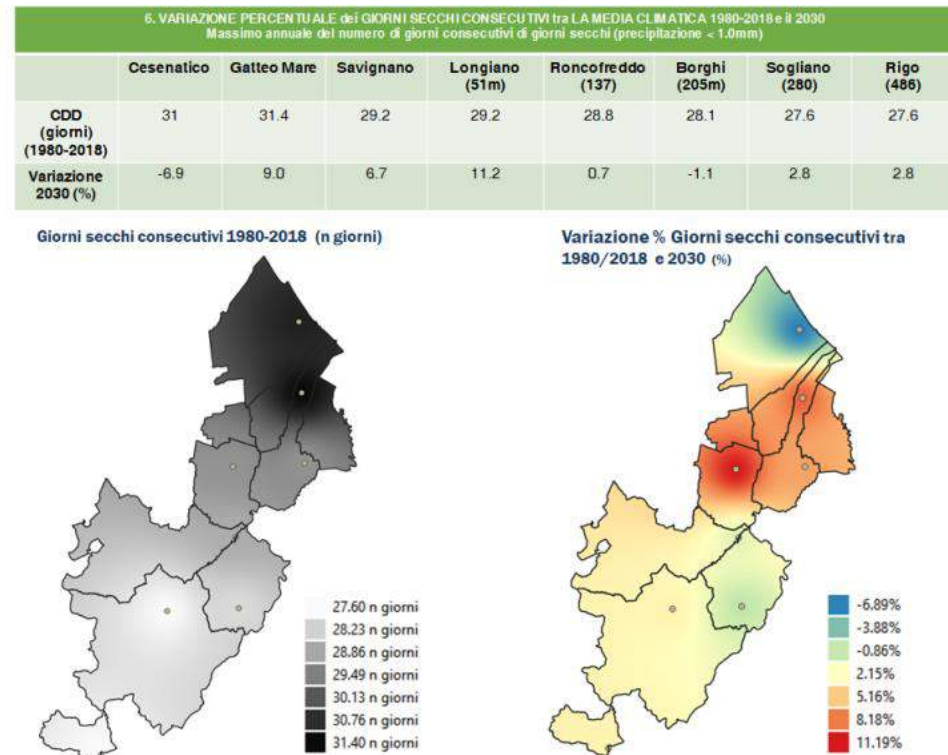 6. VARIAZIONE PERCENTUALE dei GIORNI SECCHI CONSECUTIVI tra LA MEDIA CLIMATICA 1980-2018 e il 2030
Massimo annuale del numero di giorni consecutivi di giorni secchi (precipitazione < 1.0mm)
Cesenatico Gatteo Mare Savignano Longiano (51m) Roncofreddo (137) Borghi (205m) Sogliano (280) Rigo (486)
CDD (giorni) (1980-2018) 31 31.4 29.2 29.2 28.8 28.1 27.6 27.6
Variazione 2030 (%) -6.9 9.0 6.7 11.2 0.7 -1.1 2.8 2.8
Giorni secchi consecutivi 1980-2018 (n giorni)
27.60 n giorni
28.23 n giorni
28.86 n giorni
29.49 n giorni
30.13 n giorni
30.76 n giorni
31.40 n giorni
Variazione % Giorni secchi consecutivi tra
1980/2018 e 2030 (%)
-6.89%
-3.88%
-0.86%
2.15%
5.16%
8.18%
11.19%